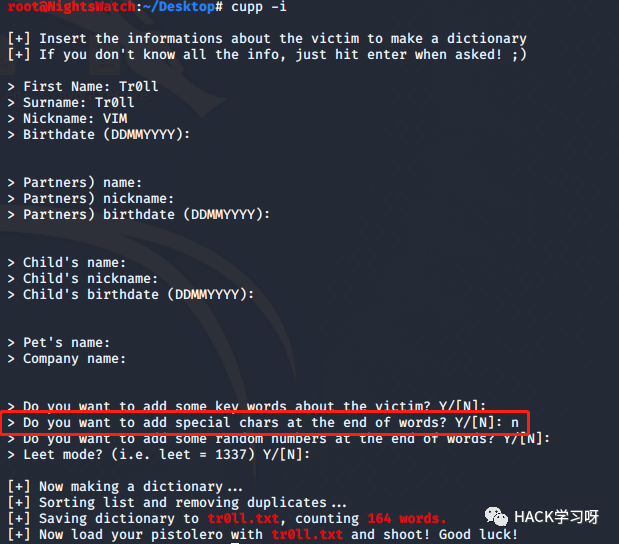 root@NightsWatch:~/Desktop# cupp -i
[+] Insert the informations about the victim to make a dictionary
[+] If you don't know all the info, just hit enter when asked! ;)
> First Name: Tr0ll
> Surname: Tr0ll
> Nickname: VIM
> Birthdate (DDMMYYYY):
> Partners) name:
> Partners) nickname:
> Partners) birthdate (DDMMYYYY):
> Child's name:
> Child's nickname:
> Child's birthdate (DDMMYYYY):
> Pet's name:
> Company name:
> Do you want to add some key words about the victim? Y/[N]:
> Do you want to add special chars at the end of words? Y/[N]: n
> Do you want to add some random numbers at the end of words? Y/[N]:
> Leet mode? (i.e. leet = 1337) Y/[N]:
[+] Now making a dictionary...
[+] Sorting list and removing duplicates...
[+] Saving dictionary to tr0ll.txt, counting 164 words.
[+] Now load your pistolero with tr0ll.txt and shoot! Good luck!
HACK学习呀